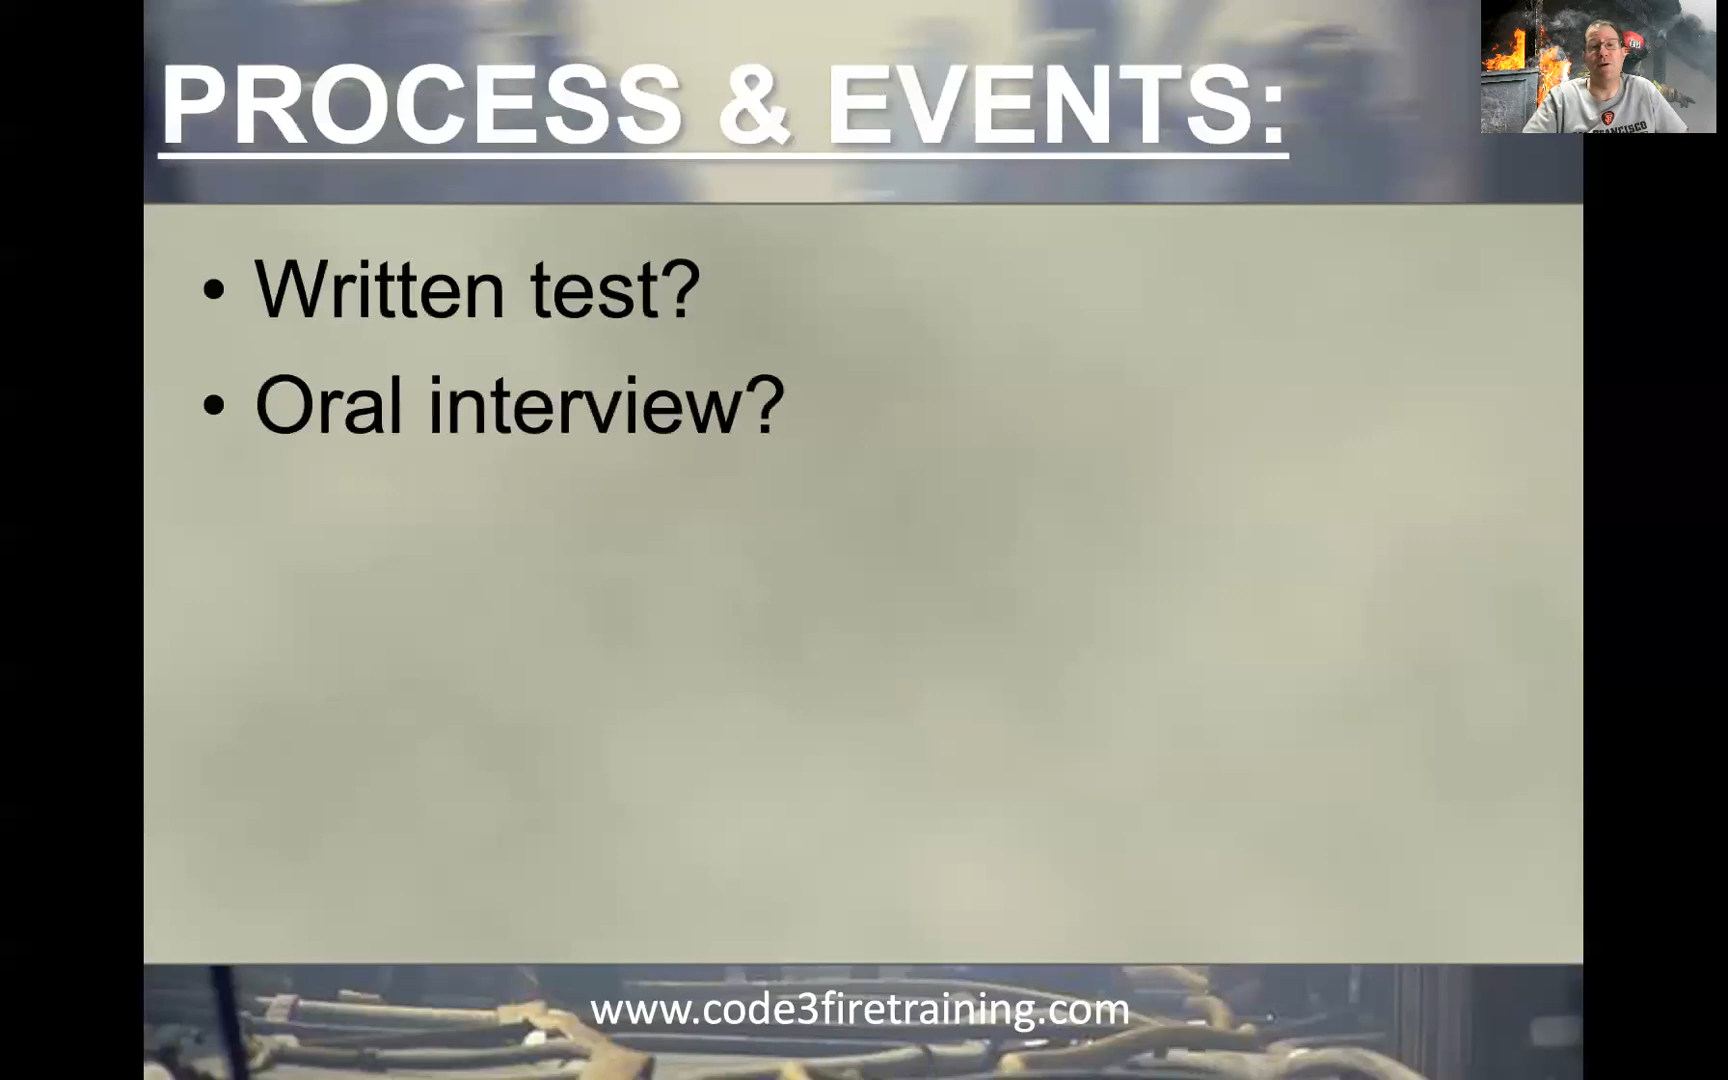 PROCESS & EVENTS:
• Written test?
• Oral interview?
www.code3firetraining.com